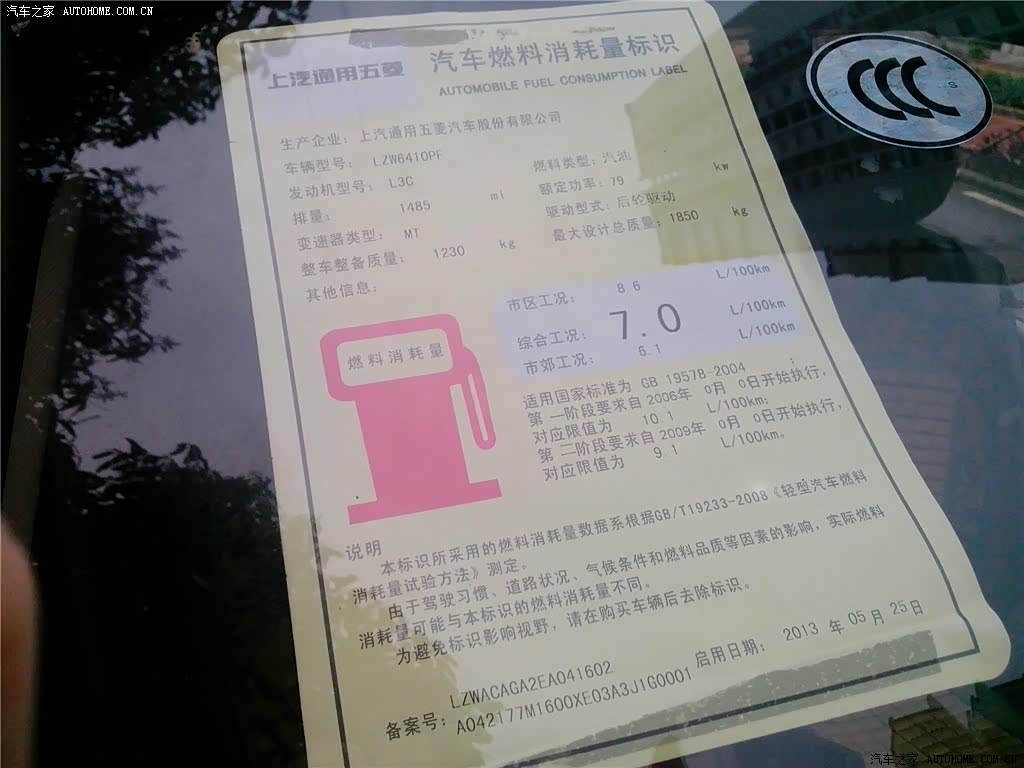 汽车之家 AUTOHOME.COM.CN
上汽通用五菱
汽车燃料消耗量标识
AUTOMOBILE FUEL CONSUMPTION LABEL
CCC S
生产企业: 上汽通用五菱汽车股份有限公司
车辆型号: LZW6410PF
燃料类型: 汽油
发动机型号: L3C
额定功率: 79 kw
排量: 1485 ml
驱动型式: 后轮驱动
变速器类型: MT
最大设计总质量: 1850 kg
整车整备质量: 1230 kg
其他信息:
市区工况: 8.6 L/100km
综合工况: 7.0 L/100km
市郊工况: 6.1 L/100km
燃料消耗量
适用国家标准为 GB 19578-2004 ;
第 一阶段要求自 2006年 0月 0日开始执行,
对应限值为 10.1 L/100km;
第 二阶段要求自 2009年 0月 0日开始执行,
对应限值为 9.1 L/100km。
说明
本标识所采用的燃料消耗量数据系根据GB/T19233-2008《轻型汽车燃料
消耗量试验方法》测定。
由于驾驶习惯、道路状况、气候条件和燃料品质等因素的影响,实际燃料
消耗量可能与本标识的燃料消耗量不同。
为避免标识影响视野,请在购买车辆后去除标识。
备案号: LZWACAGA2EA041602
A042177M1600XE03A3J1G0001
启用日期: 2013 年 05月 25日
汽车之家 AUTOHOME.COM.CN